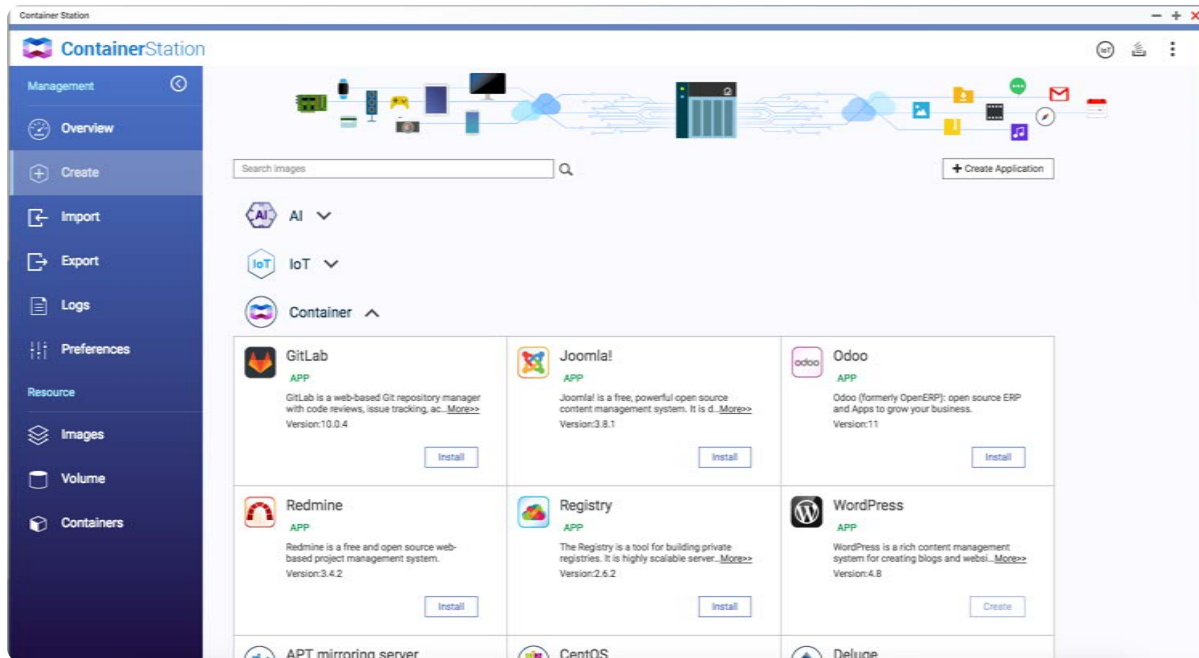 Container Station
ContainerStation
IoT
Management
Overview
Create
Import
Export
Logs
Preferences
Resource
Images
Volume
Containers
Search images
+ Create Application
AI AI
IoT IoT
Container
GitLab
APP
GitLab is a web-based Git repository manager
with code reviews, issue tracking, ac...More>>
Version:10.0.4
Install
Joomla!
APP
Joomla! is a free, powerful open source
content management system. It is d...More>>
Version:3.8.1
Install
odoo
Odoo
APP
Odoo (formerly OpenERP): open source ERP
and Apps to grow your business.
Version:11
Install
Redmine
APP
Redmine is a free and open source web-
based project management system.
Version:3.4.2
Install
Registry
APP
The Registry is a tool for building private
registries. It is highly scalable server...More>>
Version:2.6.2
Install
WordPress
APP
WordPress is a rich content management
system for creating blogs and websi...More>>
Version:4.8
Create
APT mirroring server
CentOS
Deluge